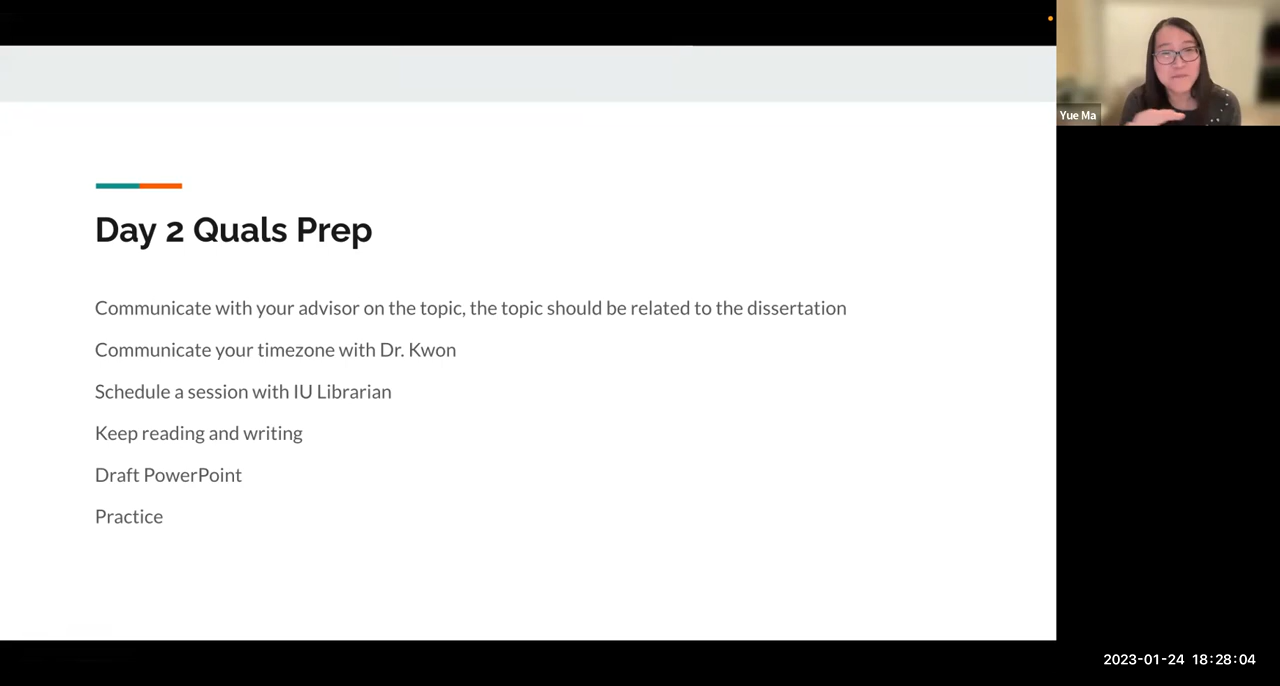 Yue Ma
Day 2 Quals Prep
Communicate with your advisor on the topic, the topic should be related to the dissertation
Communicate your timezone with Dr. Kwon
Schedule a session with IU Librarian
Keep reading and writing
Draft PowerPoint
Practice
2023-01-24 18:28:04